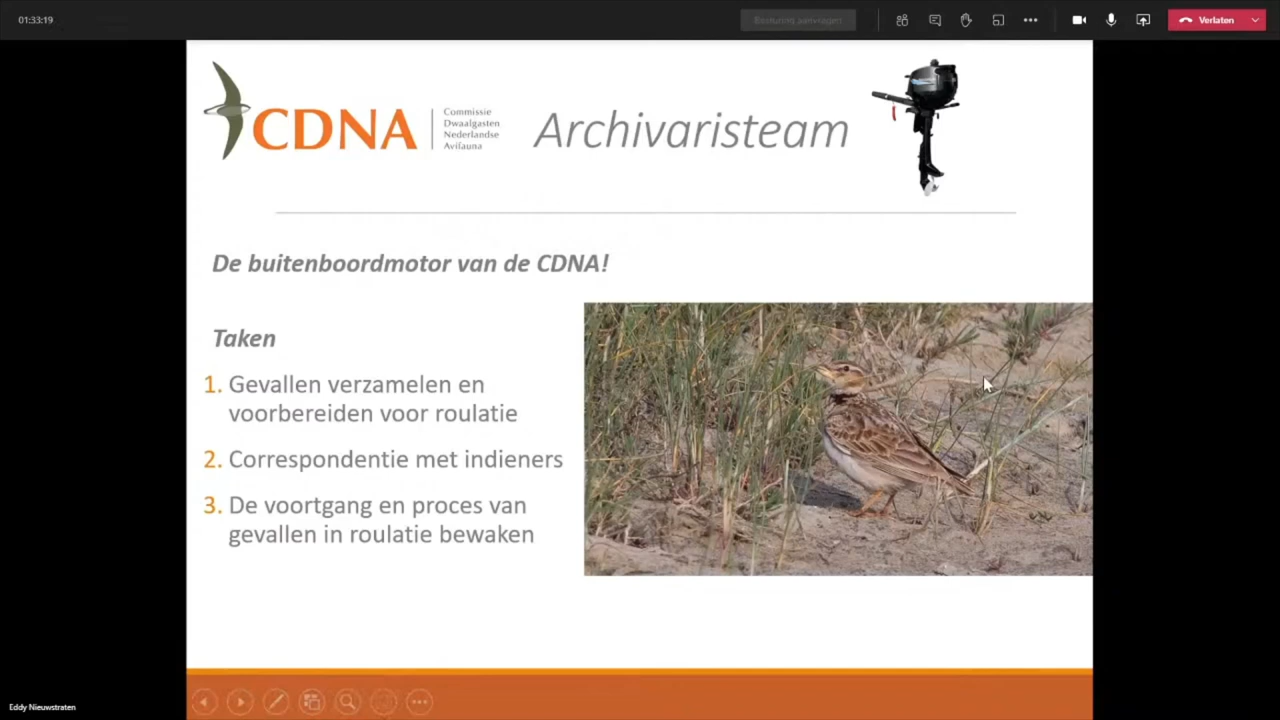 01:33:19
Besturing aanvragen
Verlaten
CDNA
Commissie
Dwaalgasten
Nederlandse
Avifauna
Archivaristeam
De buitenboordmotor van de CDNA!
Taken
1. Gevallen verzamelen en
voorbereiden voor roulatie
2. Correspondentie met indieners
3. De voortgang en proces van
gevallen in roulatie bewaken
Eddy Nieuwstraten